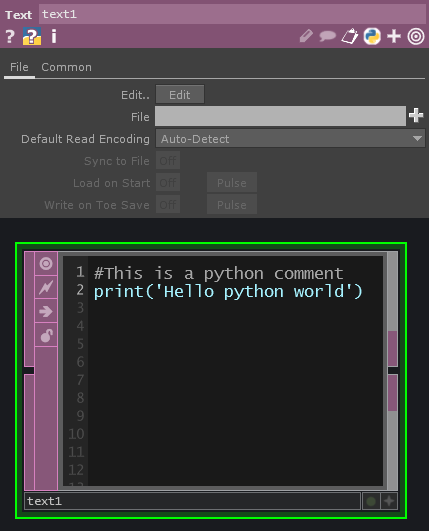 Text text1
? ? i
File Common
Edit.. Edit
File
Default Read Encoding Auto-Detect
Sync to File Off
Load on Start Off Pulse
Write on Toe Save Off Pulse
1 #This is a python comment
2 print('Hello python world')
3
4
5
6
7
8
9
10
11
12
text1